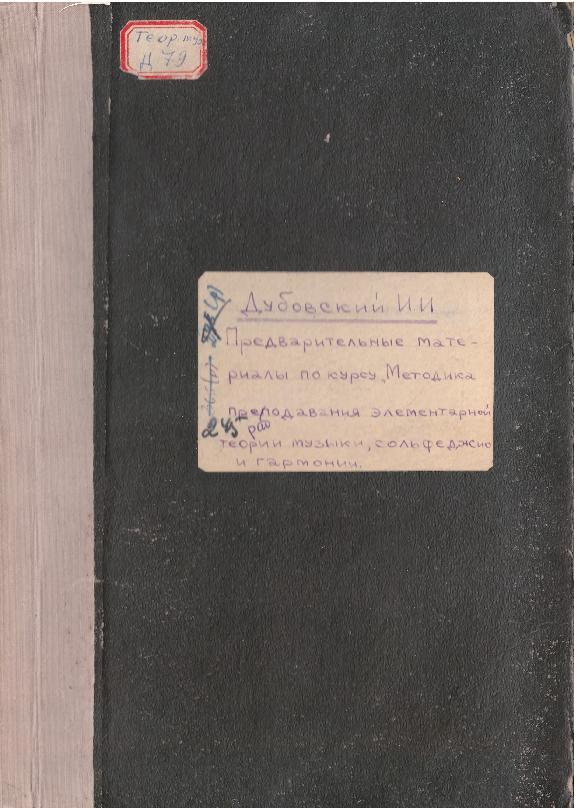 Теор. муз
Д 79
Дубовский И.И
Предварительные мате-
риалы по курсу „Методика
преподавания элементарной
теории музыки, сольфеджио
и гармонии.